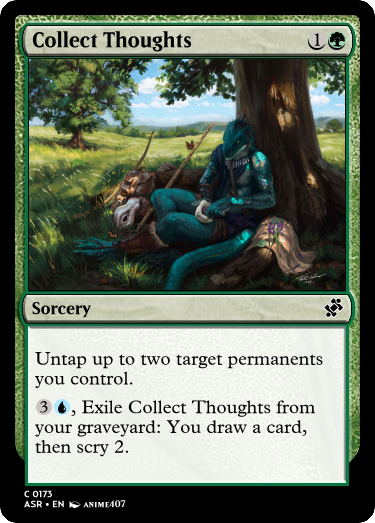 Collect Thoughts 1
Sorcery
Untap up to two target permanents
you control.
3, Exile Collect Thoughts from
your graveyard: You draw a card,
then scry 2.
C 0173
ASR • EN ANIME407